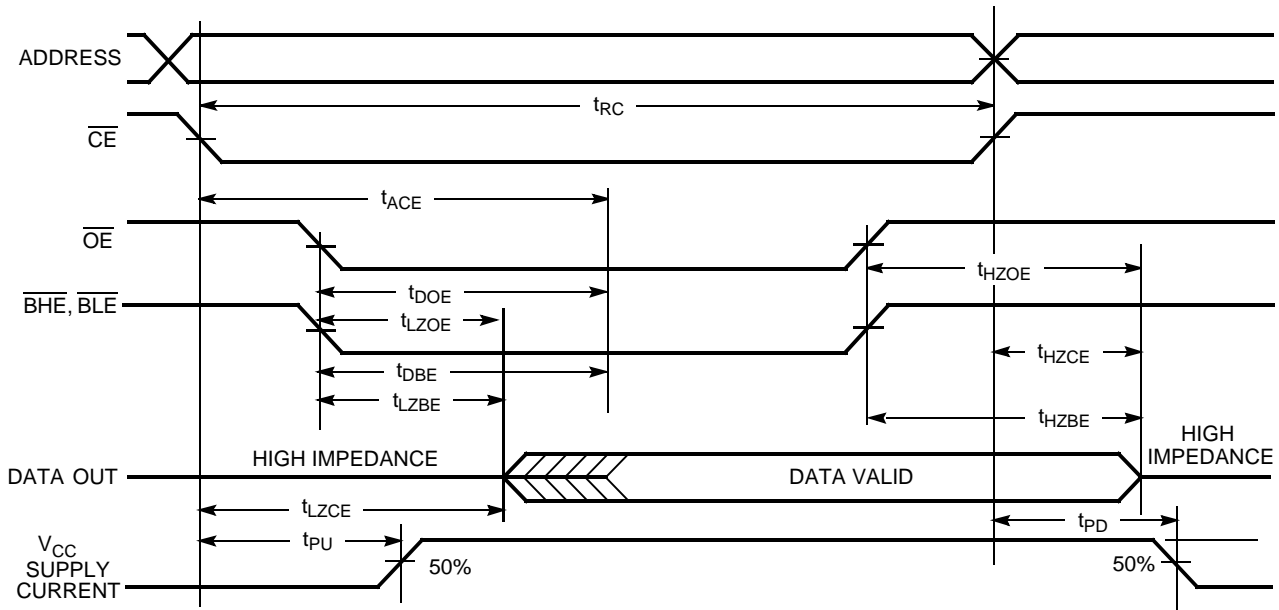 ADDRESS
tRC
CE
tACE
OE
tHZOE
tDOE
BHE, BLE
tLZOE
tHZCE
tDBE
tLZBE
tHZBE
HIGH IMPEDANCE
HIGH
IMPEDANCE
DATA OUT
DATA VALID
tLZCE
tPD
tPU
VCC
SUPPLY
CURRENT
50%
50%